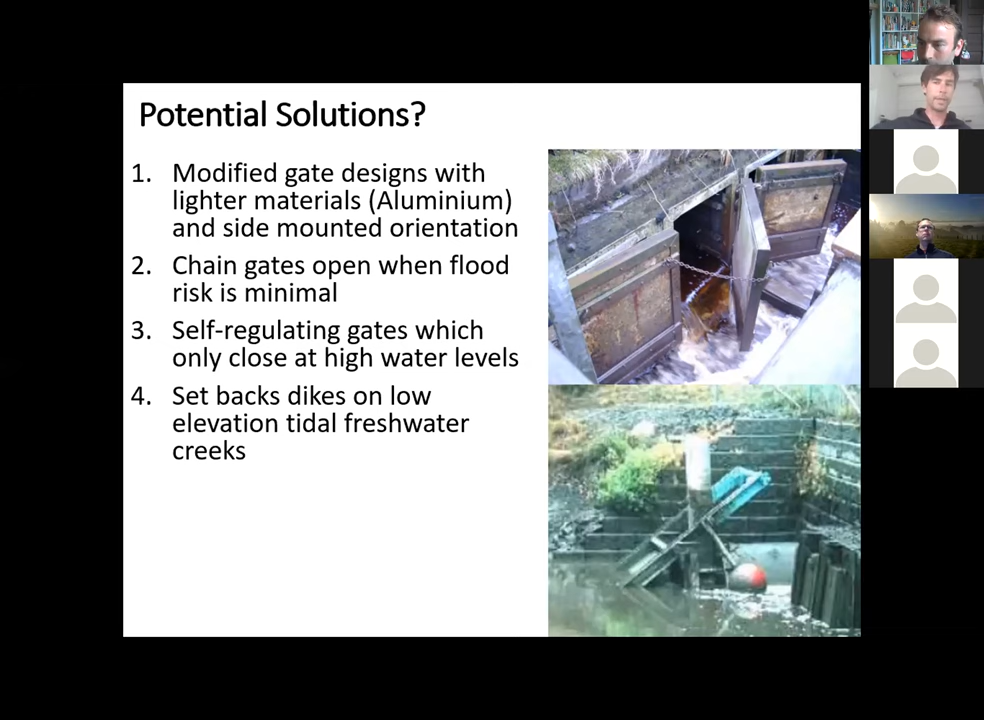 Potential Solutions?
1. Modified gate designs with
lighter materials (Aluminium)
and side mounted orientation
2. Chain gates open when flood
risk is minimal
3. Self-regulating gates which
only close at high water levels
4. Set backs dikes on low
elevation tidal freshwater
creeks